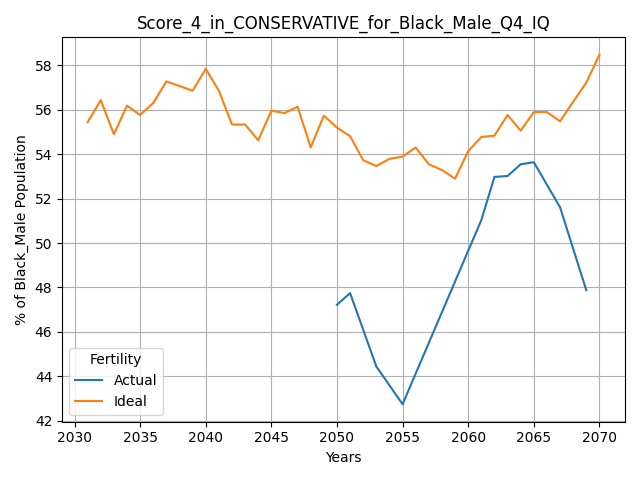 Score_4_in_CONSERVATIVE_for_Black_Male_Q4_IQ
% of Black_Male Population
58
56
54
52
50
48
46
44
42
Fertility
Actual
Ideal
2030 2035 2040 2045 2050 2055 2060 2065 2070
Years